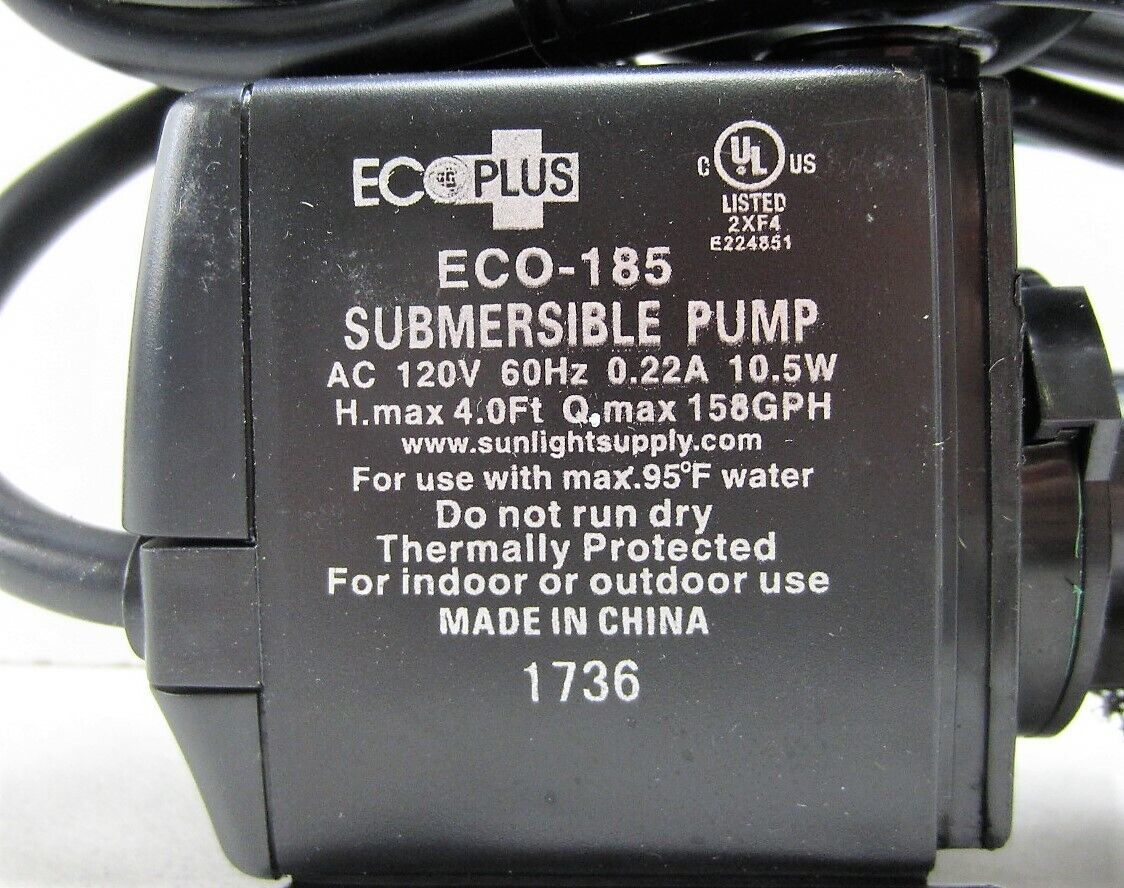 ECOPLUS
C UL US
LISTED
2XF4
E224851
ECO-185
SUBMERSIBLE PUMP
AC 120V 60Hz 0.22A 10.5W
H.max 4.0Ft Q.max 158GPH
www.sunlightsupply.com
For use with max.95°F water
Do not run dry
Thermally Protected
For indoor or outdoor use
MADE IN CHINA
1736